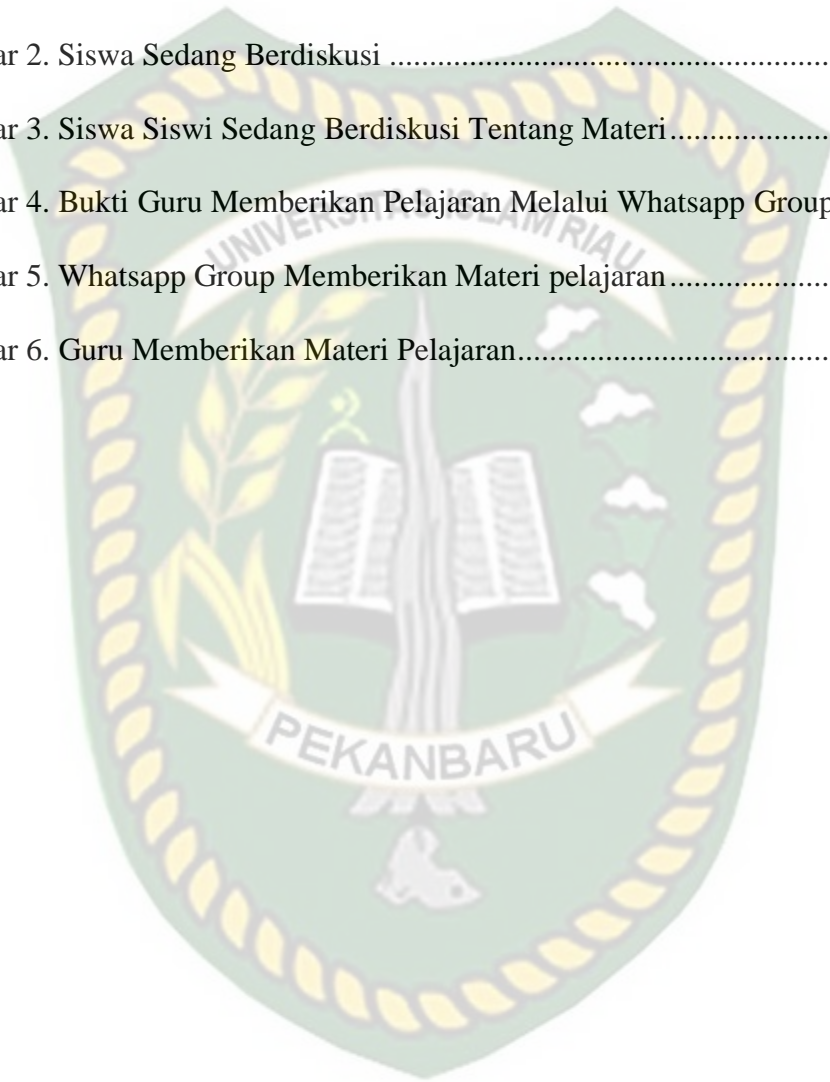 ar 2. Siswa Sedang Berdiskusi ......................................................
ar 3. Siswa Siswi Sedang Berdiskusi Tentang Materi....................
UNIVERSITAS ISLAM RIAU
ar 4. Bukti Guru Memberikan Pelajaran Melalui Whatsapp Group
ar 5. Whatsapp Group Memberikan Materi pelajaran....................
ar 6. Guru Memberikan Materi Pelajaran.......................................
PEKANBARU